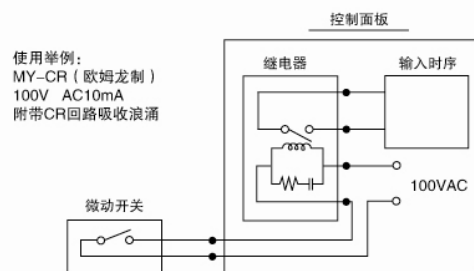 控制面板
使用举例：
MY-CR（欧姆龙制）
100V AC10mA
附带CR回路吸收浪涌
继电器
输入时序
100VAC
微动开关